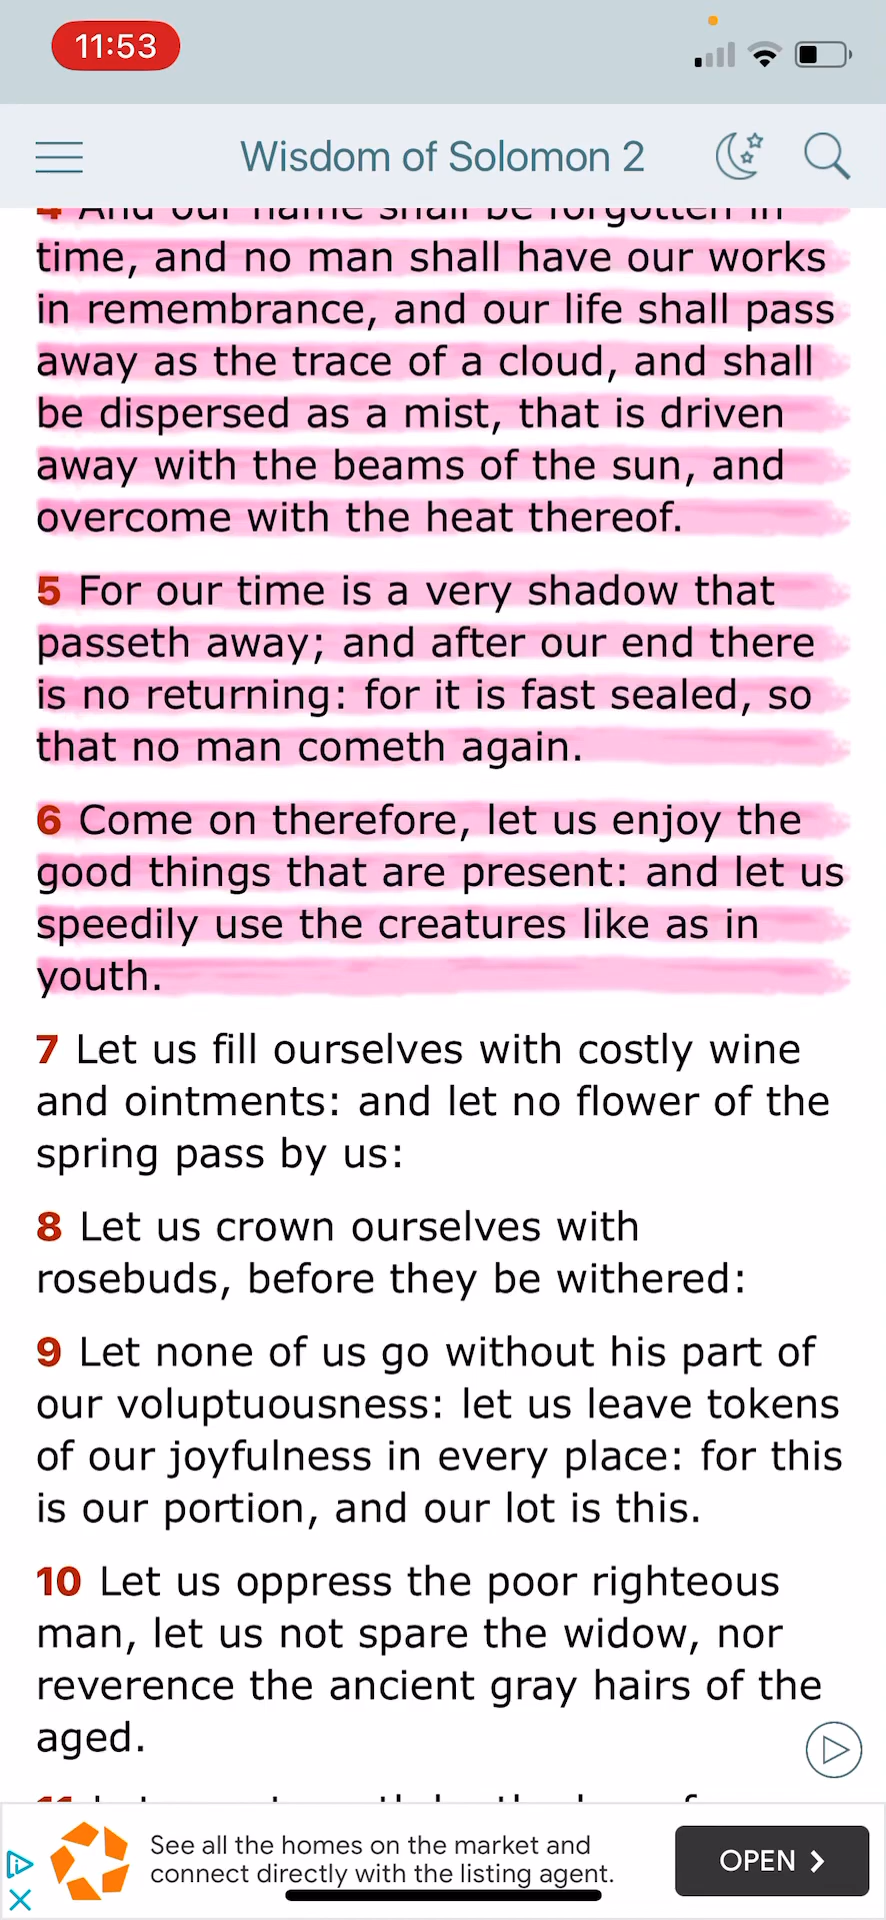 11:53
Wisdom of Solomon 2
4 And our name shall be forgotten in
time, and no man shall have our works
in remembrance, and our life shall pass
away as the trace of a cloud, and shall
be dispersed as a mist, that is driven
away with the beams of the sun, and
overcome with the heat thereof.
5 For our time is a very shadow that
passeth away; and after our end there
is no returning: for it is fast sealed, so
that no man cometh again.
6 Come on therefore, let us enjoy the
good things that are present: and let us
speedily use the creatures like as in
youth.
7 Let us fill ourselves with costly wine
and ointments: and let no flower of the
spring pass by us:
8 Let us crown ourselves with
rosebuds, before they be withered:
9 Let none of us go without his part of
our voluptuousness: let us leave tokens
of our joyfulness in every place: for this
is our portion, and our lot is this.
10 Let us oppress the poor righteous
man, let us not spare the widow, nor
reverence the ancient gray hairs of the
aged.
See all the homes on the market and
connect directly with the listing agent.
OPEN